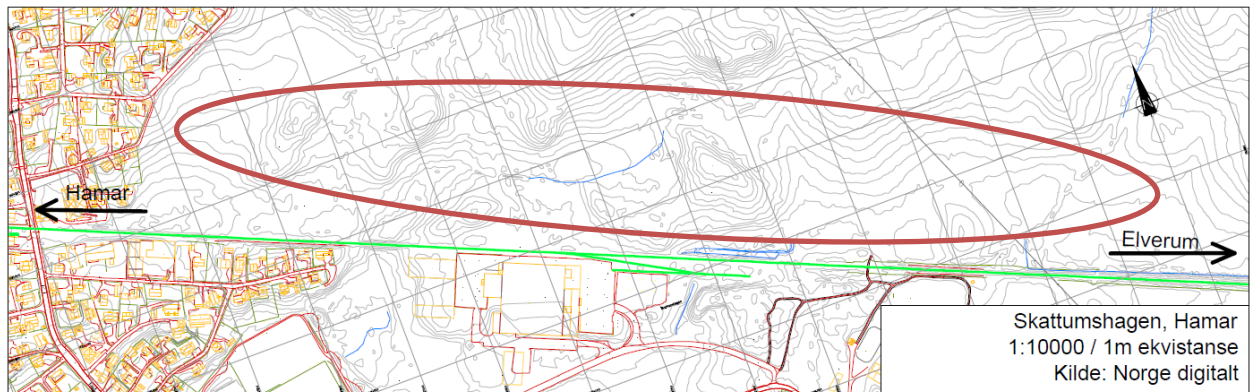 Hamar
Elverum
Skattumshagen, Hamar
1:10000 / 1m ekvistanse
Kilde: Norge digitalt